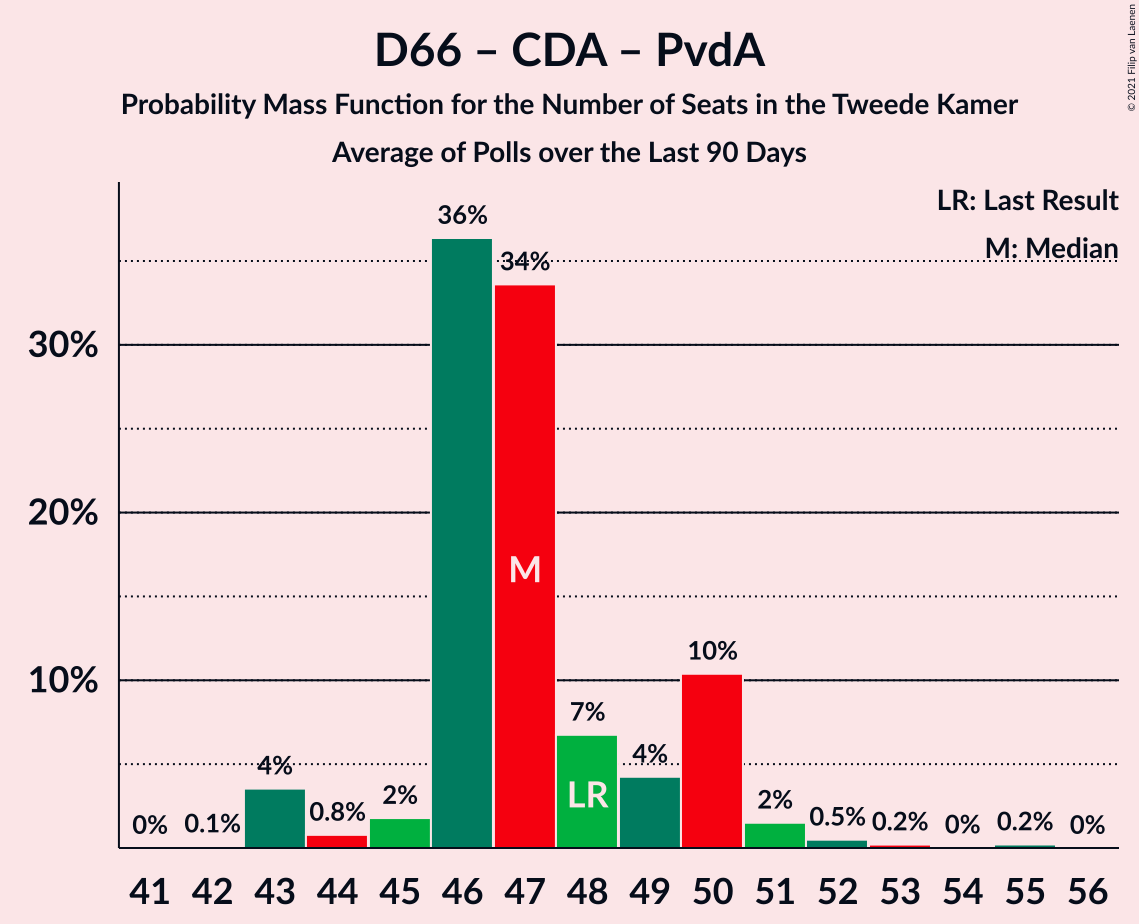 D66 – CDA – PvdA
Probability Mass Function for the Number of Seats in the Tweede Kamer
Average of Polls over the Last 90 Days
© 2021 Filip van Laenen
LR: Last Result
M: Median
30%
20%
10%
0%
0.1%
4%
0.8%
2%
36%
34%
7%
4%
10%
2%
0.5%
0.2%
0%
0.2%
0%
M
LR
41 42 43 44 45 46 47 48 49 50 51 52 53 54 55 56